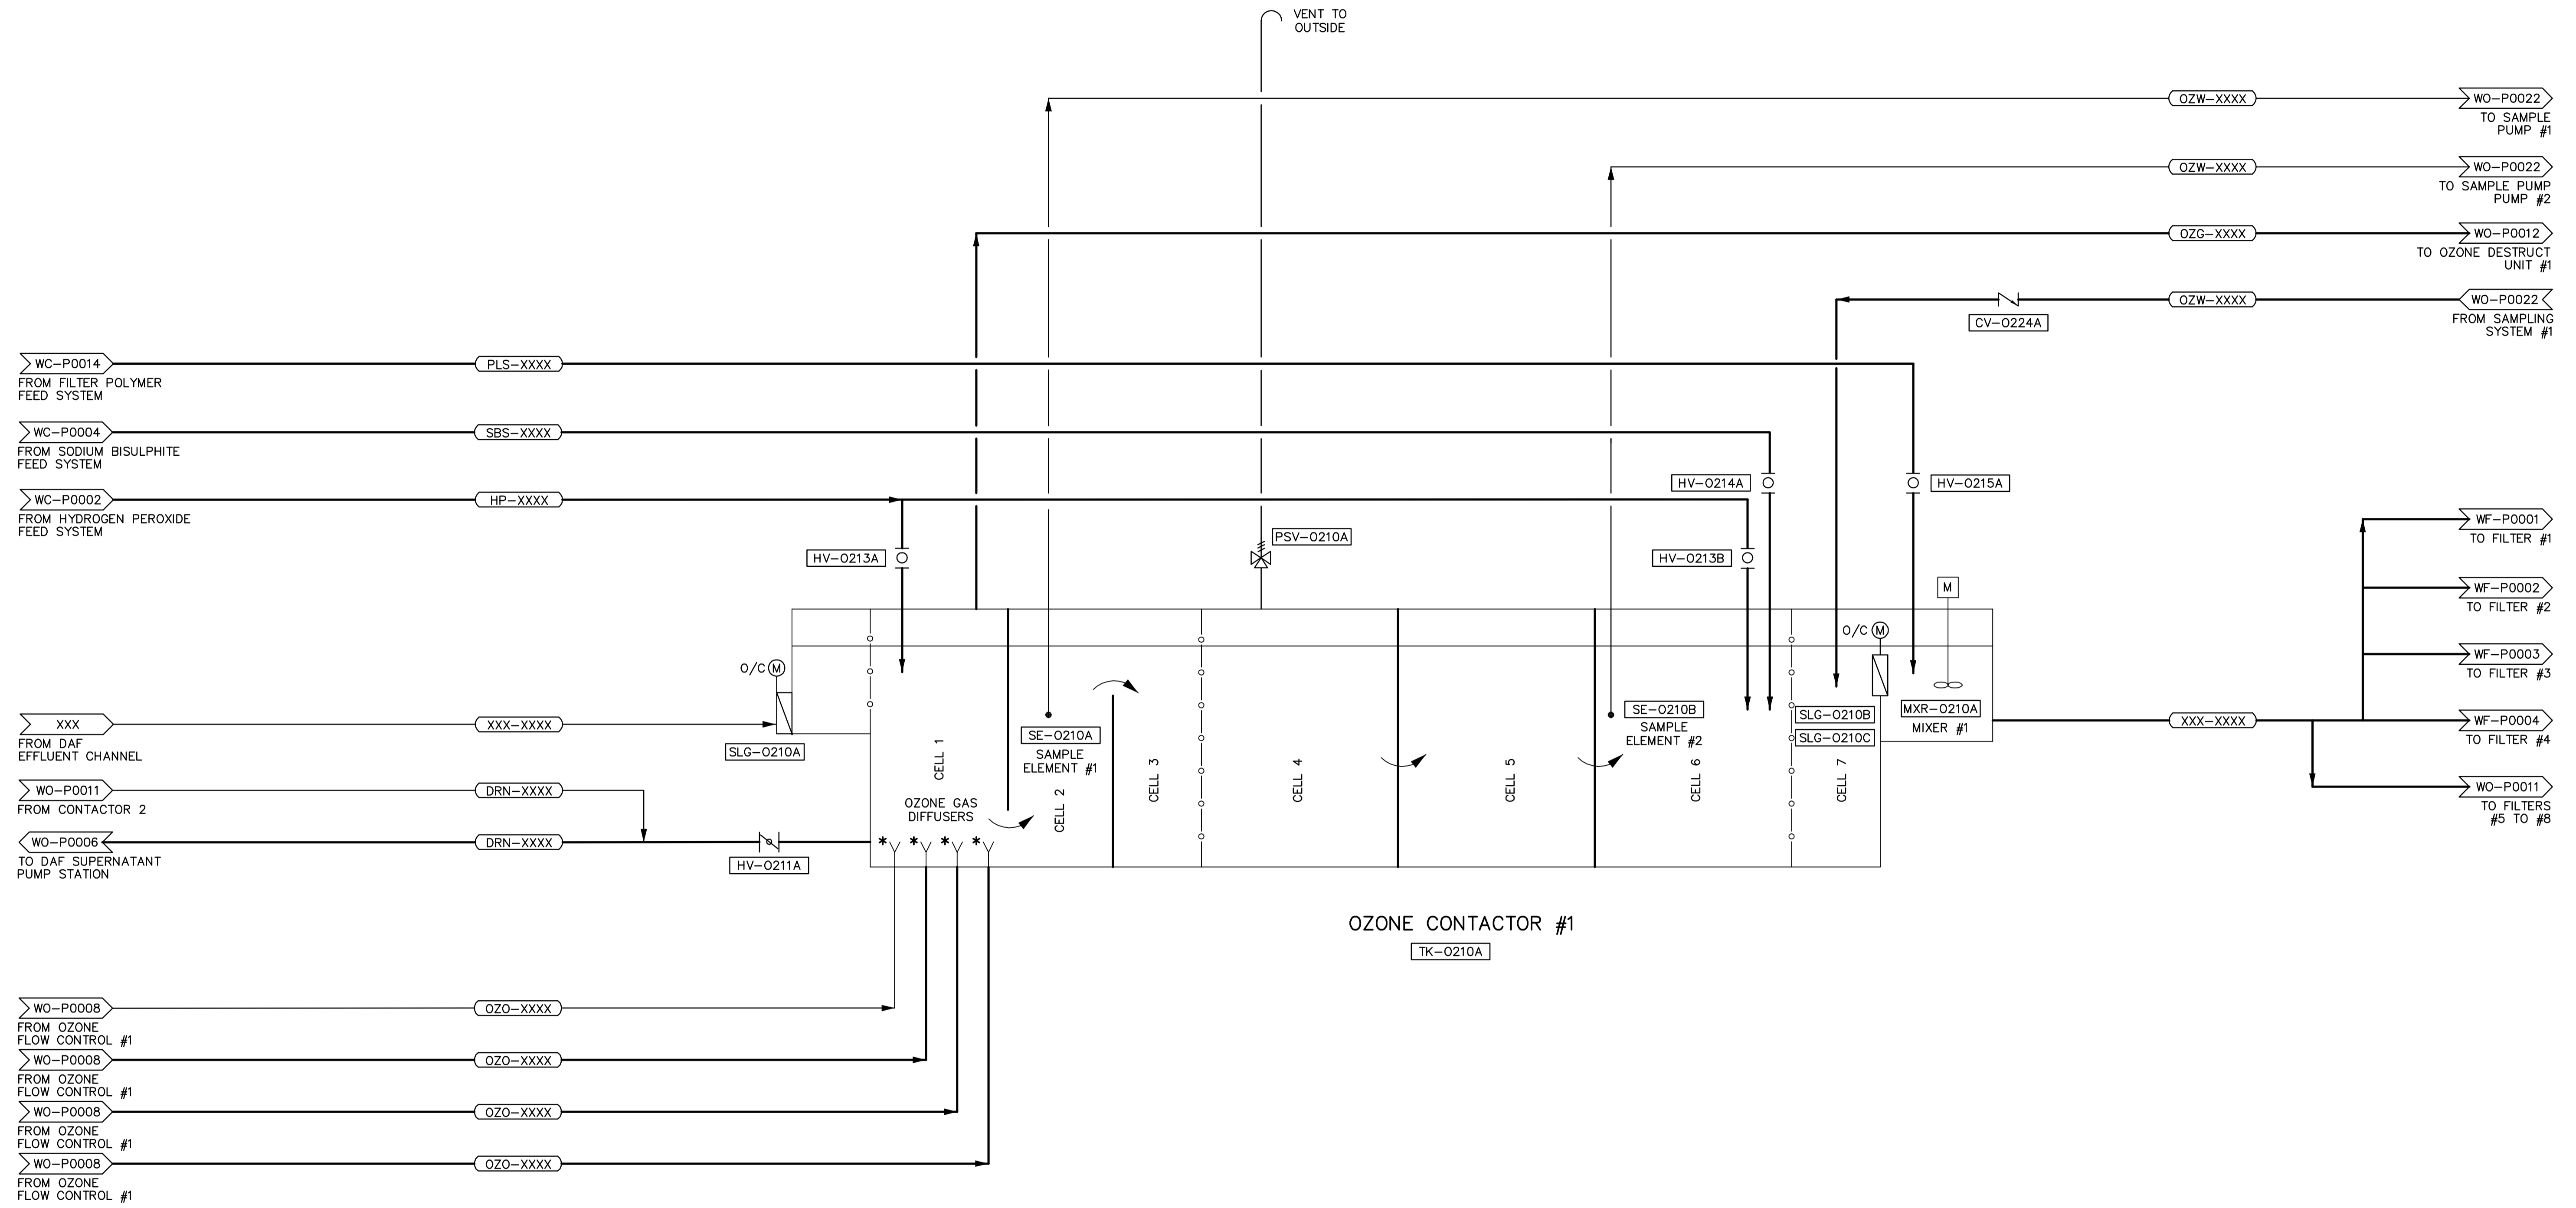 VENT TO
OUTSIDE
OZW-XXXX
WO-P0022
TO SAMPLE
PUMP #1
OZW-XXXX
WO-P0022
TO SAMPLE PUMP
PUMP #2
OZG-XXXX
WO-P0012
TO OZONE DESTRUCT
UNIT #1
OZW-XXXX
WO-P0022
FROM SAMPLING
SYSTEM #1
CV-0224A
WC-P0014
PLS-XXXX
FROM FILTER POLYMER
FEED SYSTEM
WC-P0004
SBS-XXXX
FROM SODIUM BISULPHITE
FEED SYSTEM
WC-P0002
HP-XXXX
FROM HYDROGEN PEROXIDE
FEED SYSTEM
HV-0214A
HV-0215A
PSV-0210A
HV-0213A
HV-0213B
M
WF-P0001
TO FILTER #1
WF-P0002
TO FILTER #2
WF-P0003
TO FILTER #3
WF-P0004
TO FILTER #4
WO-P0011
TO FILTERS
#5 TO #8
XXX-XXXX
O/C M
O/C M
XXX
XXX-XXXX
FROM DAF
EFFLUENT CHANNEL
SLG-0210A
WO-P0011
DRN-XXXX
FROM CONTACTOR 2
WO-P0006
DRN-XXXX
TO DAF SUPERNATANT
PUMP STATION
HV-0211A
CELL 1
OZONE GAS
DIFFUSERS
* * * *
SE-0210A
SAMPLE
ELEMENT #1
CELL 2
CELL 3
CELL 4
CELL 5
SE-0210B
SAMPLE
ELEMENT #2
CELL 6
SLG-0210B
SLG-0210C
CELL 7
MXR-0210A
MIXER #1
OZONE CONTACTOR #1
TK-0210A
WO-P0008
OZO-XXXX
FROM OZONE
FLOW CONTROL #1
WO-P0008
OZO-XXXX
FROM OZONE
FLOW CONTROL #1
WO-P0008
OZO-XXXX
FROM OZONE
FLOW CONTROL #1
WO-P0008
OZO-XXXX
FROM OZONE
FLOW CONTROL #1